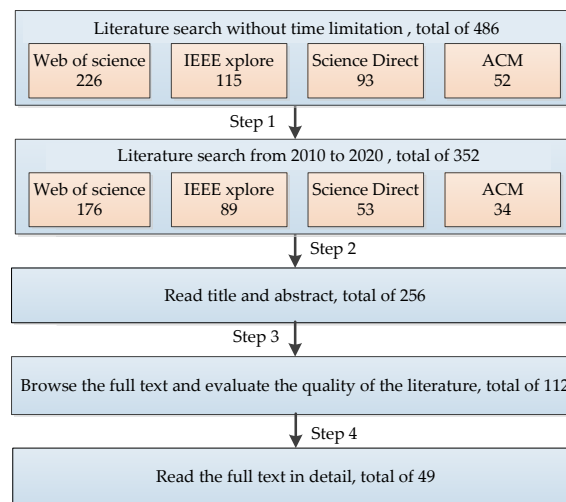 Literature search without time limitation , total of 486
Web of science IEEE xplore Science Direct ACM
226 115 93 52
Step 1
Literature search from 2010 to 2020 , total of 352
Web of science IEEE xplore Science Direct ACM
176 89 53 34
Step 2
Read title and abstract, total of 256
Step 3
Browse the full text and evaluate the quality of the literature, total of 112
Step 4
Read the full text in detail, total of 49